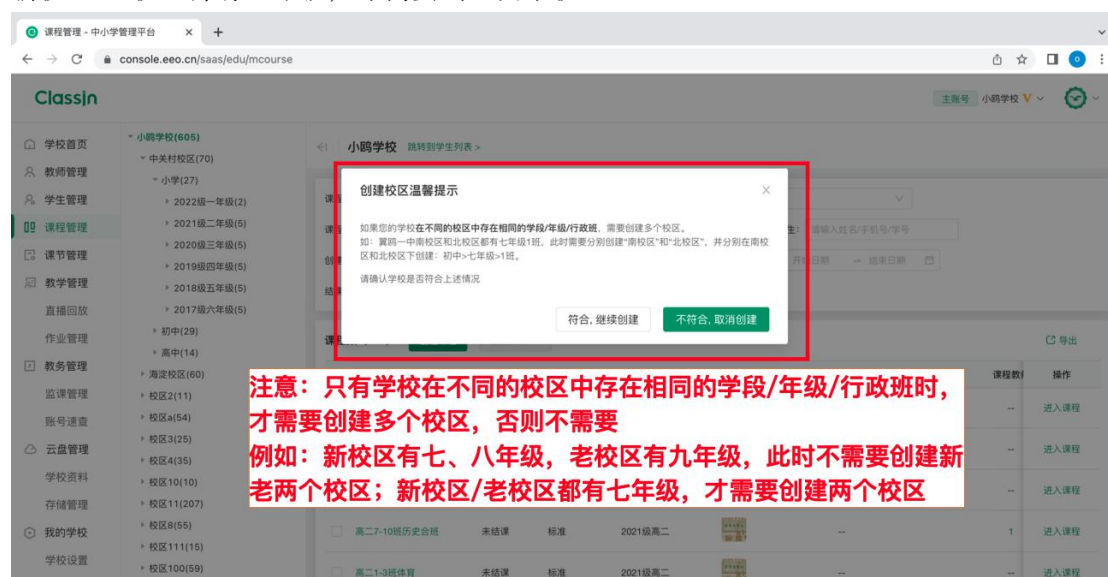 课程管理 - 中小学管理平台
console.eeo.cn/saas/edu/mcourse
ClassIn
主账号 小鸥学校 V
学校首页
教师管理
学生管理
课程管理
课节管理
教学管理
直播回放
作业管理
教务管理
监课管理
账号速查
云盘管理
学校资料
存储管理
我的学校
学校设置
小鸥学校(605)
中关村校区(70)
小学(27)
2022级一年级(2)
2021级二年级(5)
2020级三年级(5)
2019级四年级(5)
2018级五年级(5)
2017级六年级(5)
初中(29)
高中(14)
海淀校区(60)
校区2(11)
校区a(54)
校区3(25)
校区4(35)
校区10(10)
校区11(207)
校区8(55)
校区111(15)
校区100(59)
小鸥学校 跳转到学生列表 >
创建校区温馨提示
如果您的学校在不同的校区中存在相同的学段/年级/行政班，需要创建多个校区。
如：翼鸥一中南校区和北校区都有七年级1班，此时需要分别创建“南校区”和“北校区”，并分别在南校
区和北校区下创建：初中>七年级>1班。
请确认学校是否符合上述情况
符合, 继续创建 不符合, 取消创建
请输入姓名/手机号/学号
开始日期 → 结束日期
导出
操作
注意：只有学校在不同的校区中存在相同的学段/年级/行政班时，
才需要创建多个校区，否则不需要
例如：新校区有七、八年级，老校区有九年级，此时不需要创建新
老两个校区；新校区/老校区都有七年级，才需要创建两个校区
-- 进入课程
-- 进入课程
-- 进入课程
高二7-10班历史合班 未结课 标准 2021级高二 -- 1 进入课程
高二1-3班体育 未结课 标准 2021级高二 -- -- 进入课程